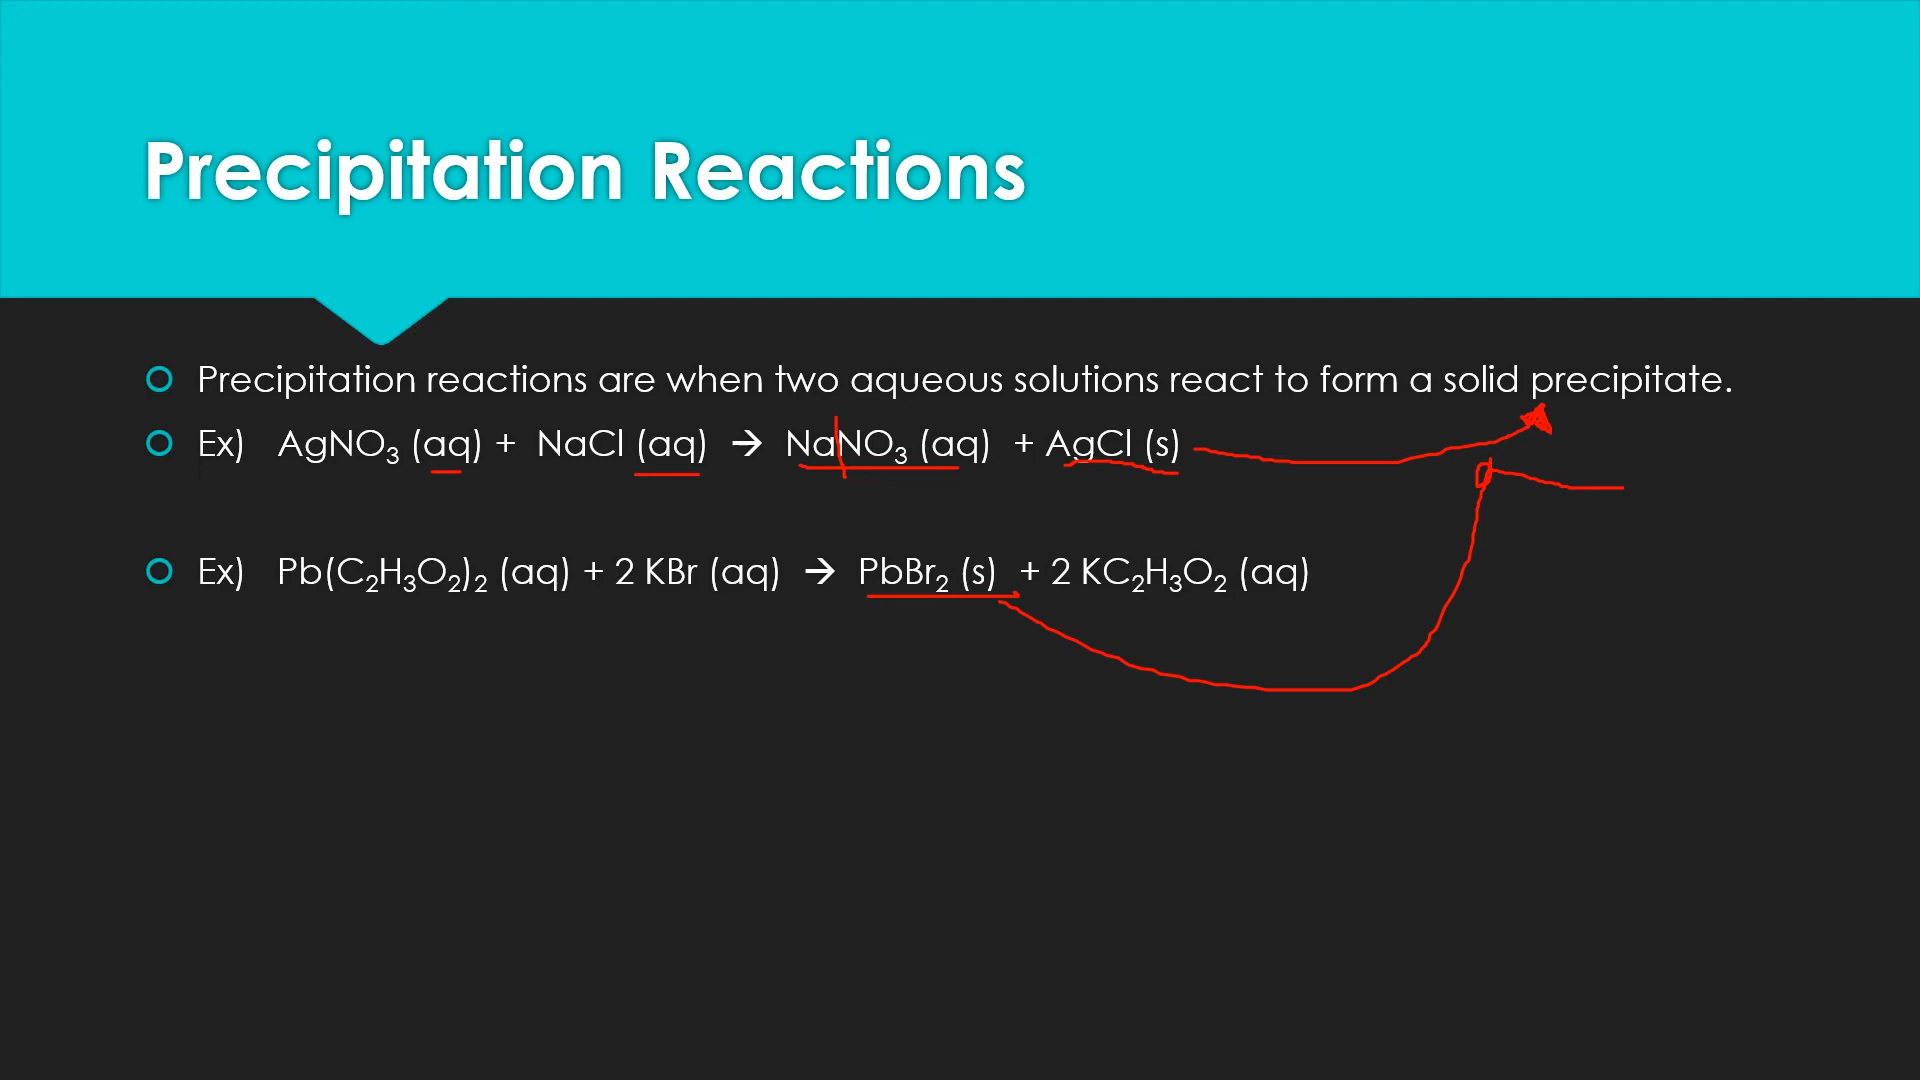 Precipitation Reactions
Precipitation reactions are when two aqueous solutions react to form a solid precipitate.
Ex) AgNO₃ (aq) + NaCl (aq) → NaNO₃ (aq) + AgCl (s)
Ex) Pb(C₂H₃O₂)₂ (aq) + 2 KBr (aq) → PbBr₂ (s) + 2 KC₂H₃O₂ (aq)